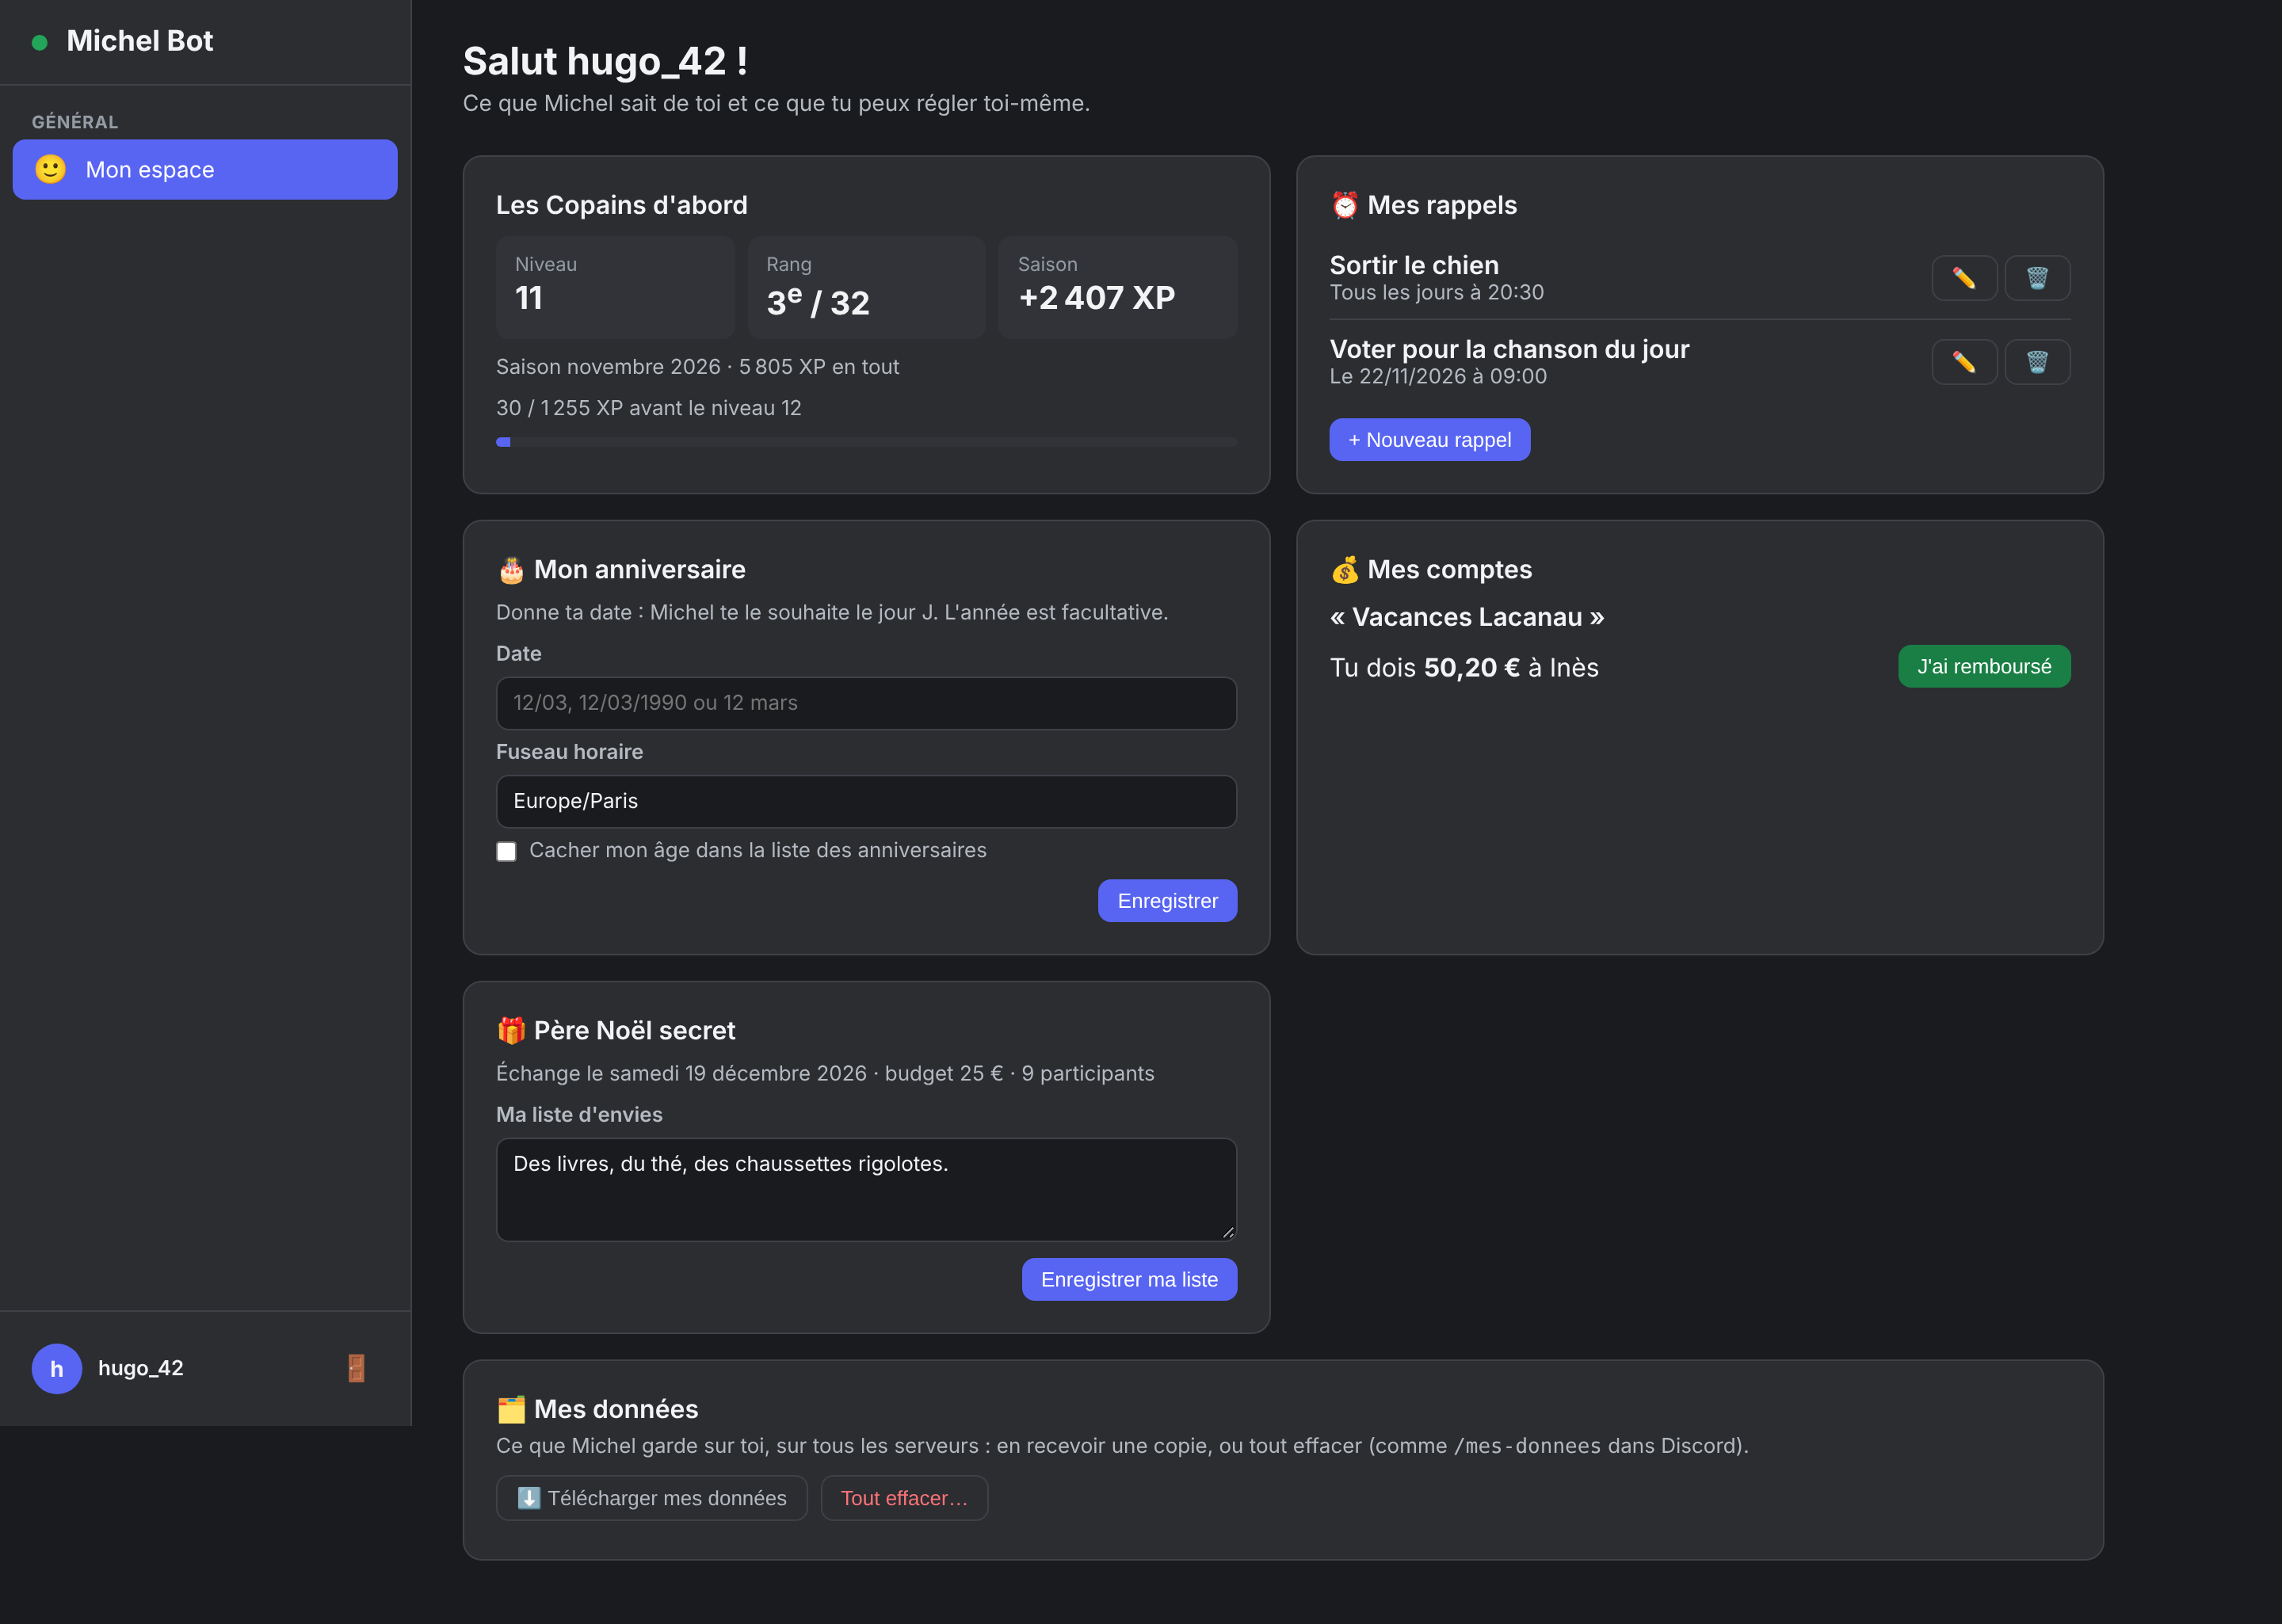 Michel Bot
GÉNÉRAL
🙂 Mon espace
h hugo_42 🚪
Salut hugo_42 !
Ce que Michel sait de toi et ce que tu peux régler toi-même.
Les Copains d'abord
Niveau
11
Rang
3e / 32
Saison
+2 407 XP
Saison novembre 2026 · 5 805 XP en tout
30 / 1 255 XP avant le niveau 12
⏰ Mes rappels
Sortir le chien
Tous les jours à 20:30
Voter pour la chanson du jour
Le 22/11/2026 à 09:00
+ Nouveau rappel
🎂 Mon anniversaire
Donne ta date : Michel te le souhaite le jour J. L'année est facultative.
Date
12/03, 12/03/1990 ou 12 mars
Fuseau horaire
Europe/Paris
Cacher mon âge dans la liste des anniversaires
Enregistrer
💰 Mes comptes
« Vacances Lacanau »
Tu dois 50,20 € à Inès
J'ai remboursé
🎁 Père Noël secret
Échange le samedi 19 décembre 2026 · budget 25 € · 9 participants
Ma liste d'envies
Des livres, du thé, des chaussettes rigolotes.
Enregistrer ma liste
🗂️ Mes données
Ce que Michel garde sur toi, sur tous les serveurs : en recevoir une copie, ou tout effacer (comme /mes-donnees dans Discord).
⬇️ Télécharger mes données
Tout effacer…